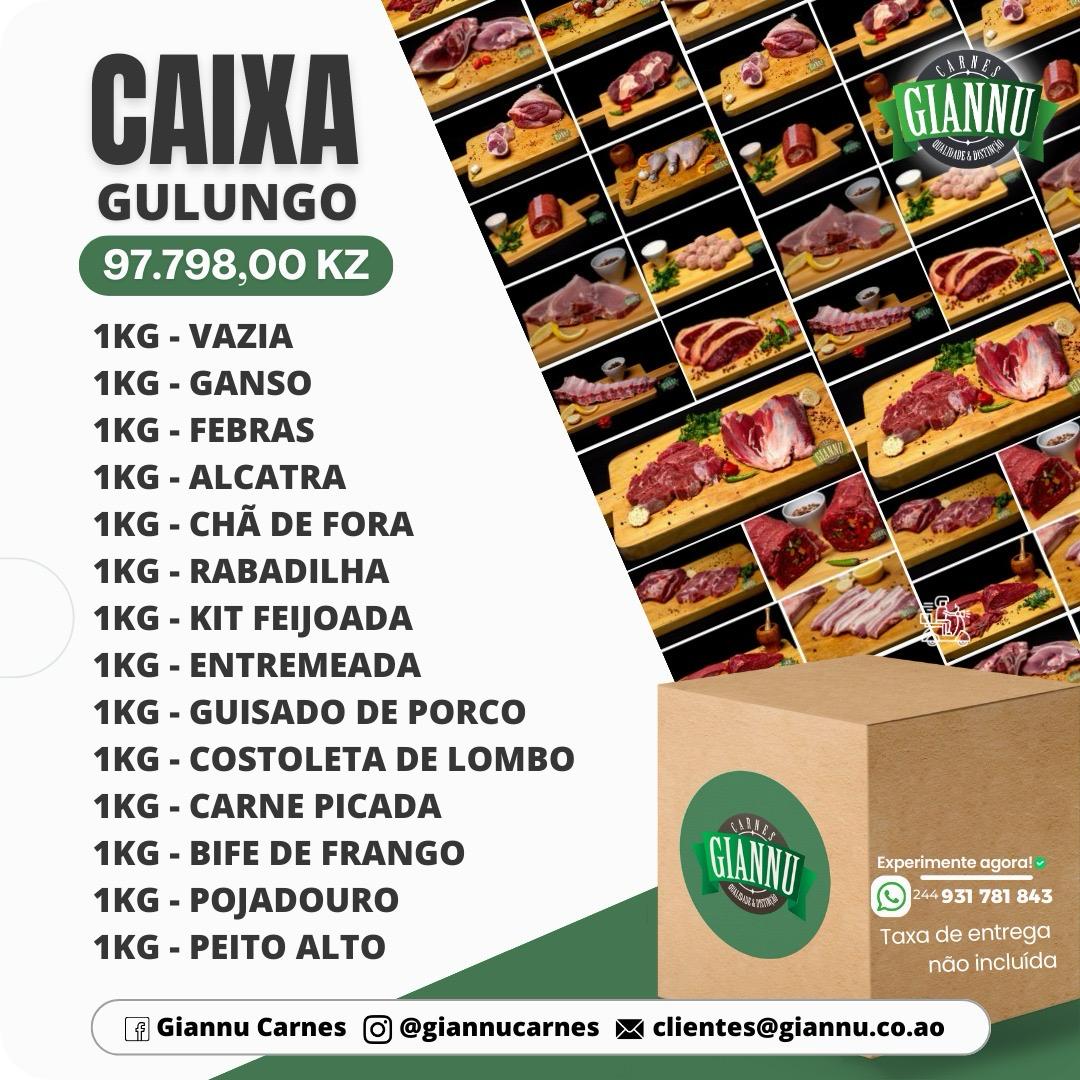 CAIXA
GULUNGO
97.798,00 KZ
1KG - VAZIA
1KG - GANSO
1KG - FEBRAS
1KG - ALCATRA
1KG - CHÃ DE FORA
1KG - RABADILHA
1KG - KIT FEIJOADA
1KG - ENTREMEADA
1KG - GUISADO DE PORCO
1KG - COSTOLETA DE LOMBO
1KG - CARNE PICADA
1KG - BIFE DE FRANGO
1KG - POJADOURO
1KG - PEITO ALTO
CARNES
GIANNU
QUALIDADE & DISTINÇÃO
GIANNU
CARNES
GIANNU
QUALIDADE & DISTINÇÃO
Experimente agora!
244 931 781 843
Taxa de entrega
não incluída
Giannu Carnes @giannucarnes clientes@giannu.co.ao